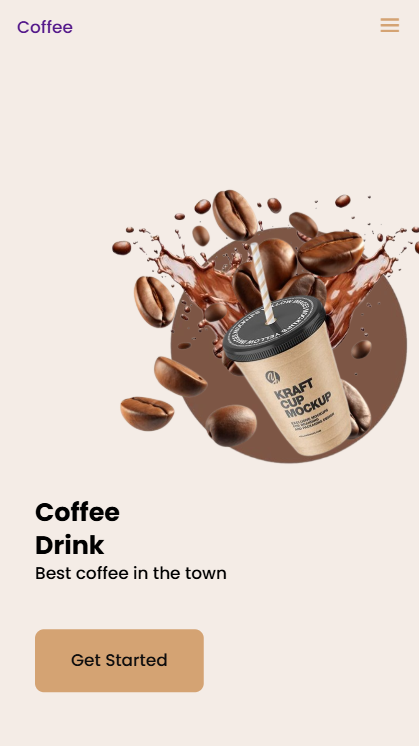 Coffee
KRAFT
CUP
MOCKUP
Coffee
Drink
Best coffee in the town
Get Started